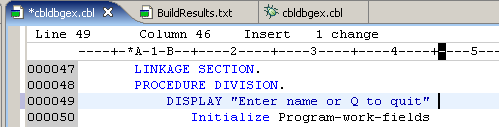 *cbldbgex.cbl BuildResults.txt cbldbgex.cbl
Line 49 Column 46 Insert 1 change
----+-*A-1-B--+----2----+----3----+----4----+----5--
000047 LINKAGE SECTION.
000048 PROCEDURE DIVISION.
000049 DISPLAY "Enter name or Q to quit"
000050 Initialize Program-work-fields